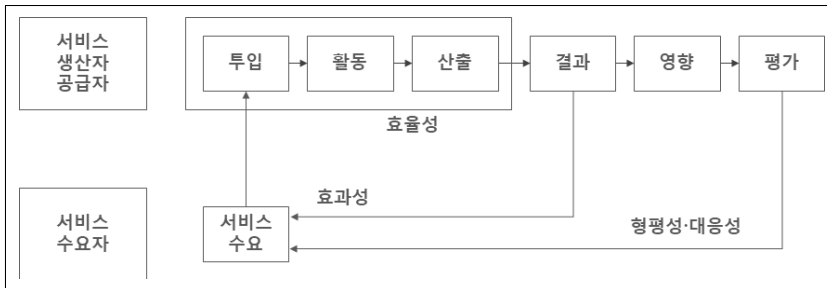 서비스
생산자
공급자
투입
활동
산출
결과
영향
평가
효율성
효과성
서비스
수요자
서비스
수요
형평성·대응성